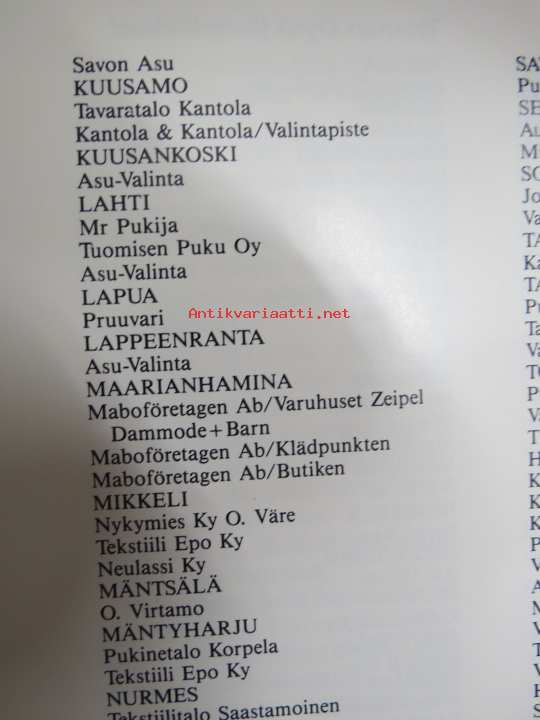 Savon Asu
KUUSAMO
Tavaratalo Kantola
Kantola & Kantola/Valintapiste
KUUSANKOSKI
Asu-Valinta
LAHTI
Mr Pukija
Tuomisen Puku Oy
Asu-Valinta
LAPUA
Pruuvari
Antikvariaatti.net
LAPPEENRANTA
Asu-Valinta
MAARIANHAMINA
Maboföretagen Ab/Varuhuset Zeipel
Dammode+Barn
Maboföretagen Ab/Klädpunkten
Maboföretagen Ab/Butiken
MIKKELI
Nykymies Ky O. Väre
Tekstiili Epo Ky
Neulassi Ky
MÄNTSÄLÄ
O. Virtamo
MÄNTYHARJU
Pukinetalo Korpela
Tekstiili Epo Ky
NURMES
Tekstiilitalo Saastamoinen